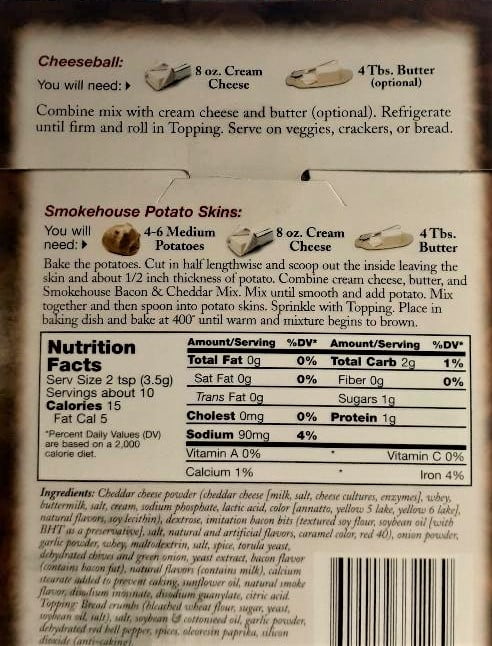 Cheeseball:
You will need: 8 oz. Cream Cheese 4 Tbs. Butter (optional)
Combine mix with cream cheese and butter (optional). Refrigerate
until firm and roll in Topping. Serve on veggies, crackers, or bread.
Smokehouse Potato Skins:
You will need: 4-6 Medium Potatoes 8 oz. Cream Cheese 4 Tbs. Butter
Bake the potatoes. Cut in half lengthwise and scoop out the inside leaving the
skin and about 1/2 inch thickness of potato. Combine cream cheese, butter, and
Smokehouse Bacon & Cheddar Mix. Mix until smooth and add potato. Mix
together and then spoon into potato skins. Sprinkle with Topping. Place in
baking dish and bake at 400° until warm and mixture begins to brown.
Nutrition
Facts
Serv Size 2 tsp (3.5g)
Servings about 10
Calories 15
Fat Cal 5
*Percent Daily Values (DV)
are based on a 2,000
calorie diet.
Amount/Serving %DV* Amount/Serving %DV*
Total Fat 0g 0% Total Carb 2g 1%
Sat Fat 0g 0% Fiber 0g 0%
Trans Fat 0g Sugars 1g
Cholest 0mg 0% Protein 1g
Sodium 90mg 4%
Vitamin A 0% • Vitamin C 0%
Calcium 1% • Iron 4%
Ingredients: Cheddar cheese powder (cheddar cheese [milk, salt, cheese cultures, enzymes], whey,
buttermilk, salt, cream, sodium phosphate, lactic acid, color [annatto, yellow 5 lake, yellow 6 lake],
natural flavors, soy lecithin), dextrose, imitation bacon bits (textured soy flour, soybean oil [with
BHT as a preservative], salt, natural and artificial flavors, caramel color, red 40), onion powder,
garlic powder, whey, maltodextrin, salt, spice, torula yeast,
dehydrated chives and green onion, yeast extract, bacon flavor
(contains bacon fat), natural flavors (contains milk), calcium
stearate added to prevent caking, sunflower oil, natural smoke
flavor, disodium inosinate, disodium guanylate, citric acid.
Topping: Bread crumbs (bleached wheat flour, sugar, yeast,
soybean oil, salt), salt, soybean & cottonseed oil, garlic powder,
dehydrated red bell pepper, spices, oleoresin paprika, silicon
dioxide (anti-caking).